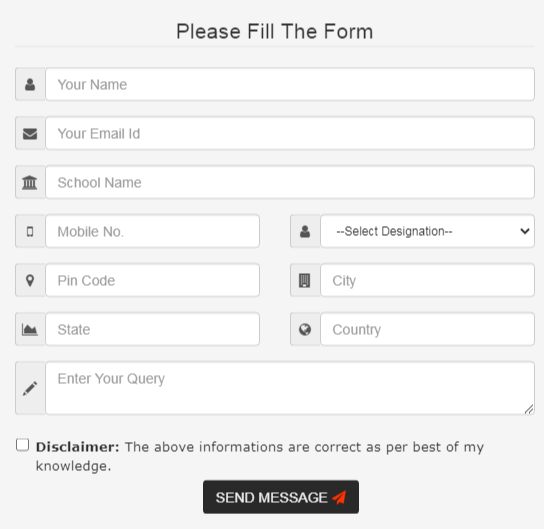 Please Fill The Form
Your Name
Your Email Id
School Name
Mobile No.
--Select Designation--
Pin Code
City
State
Country
Enter Your Query
Disclaimer: The above informations are correct as per best of my
knowledge.
SEND MESSAGE